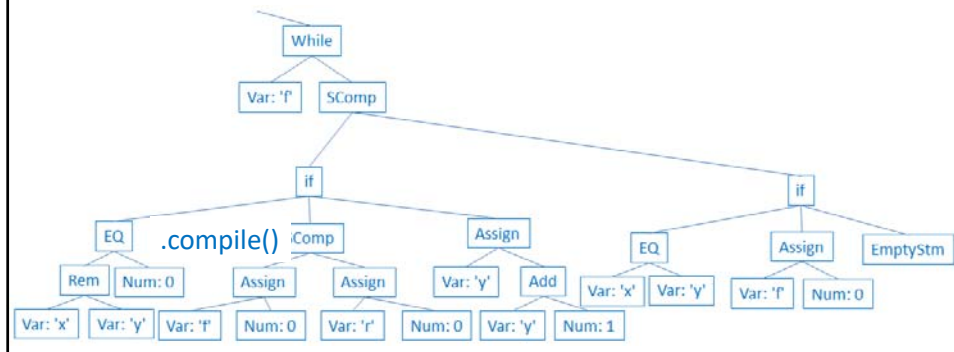 While
Var: 'f' SComp
if if
EQ .compile() Comp Assign EQ Assign EmptyStm
Rem Num: 0 Assign Assign Var: 'y' Add Var: 'x' Var: 'y' Var: 'f' Num: 0
Var: 'x' Var: 'y' Var: 'f' Num: 0 Var: 'r' Num: 0 Var: 'y' Num: 1